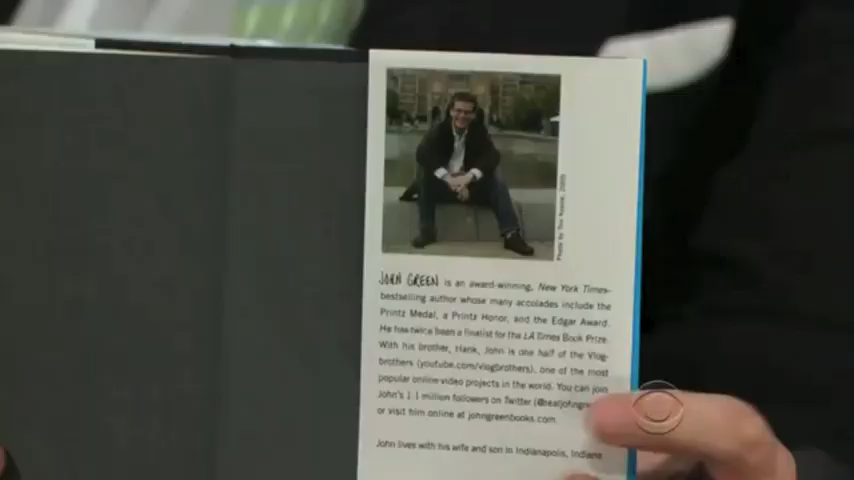 JOHN GREEN is an award-winning, New York Times-
bestselling author whose many accolades include the
Printz Medal, a Printz Honor, and the Edgar Award.
He has twice been a finalist for the LA Times Book Prize.
With his brother, Hank, John is one half of the Vlog-
brothers (youtube.com/vlogbrothers), one of the most
popular online video projects in the world. You can join
John's 1.1 million followers on Twitter (@realjohngre
or visit him online at johngreenbooks.com.
John lives with his wife and son in Indianapolis, Indiana